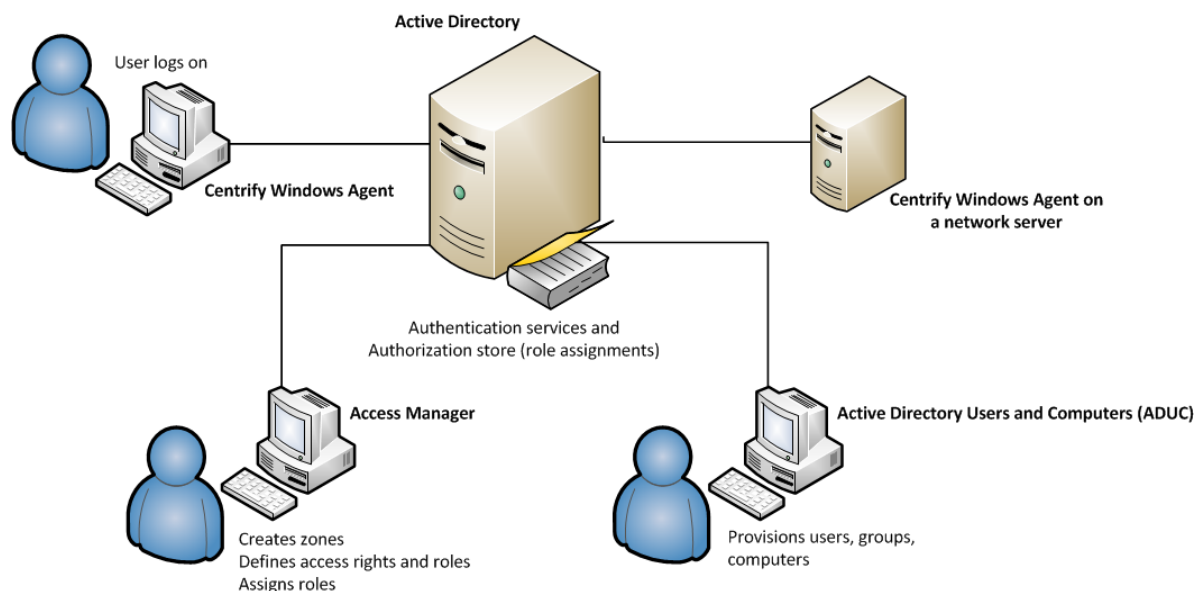 Active Directory
User logs on
Centrify Windows Agent
Centrify Windows Agent on
a network server
Authentication services and
Authorization store (role assignments)
Access Manager
Creates zones
Defines access rights and roles
Assigns roles
Active Directory Users and Computers (ADUC)
Provisions users, groups,
computers